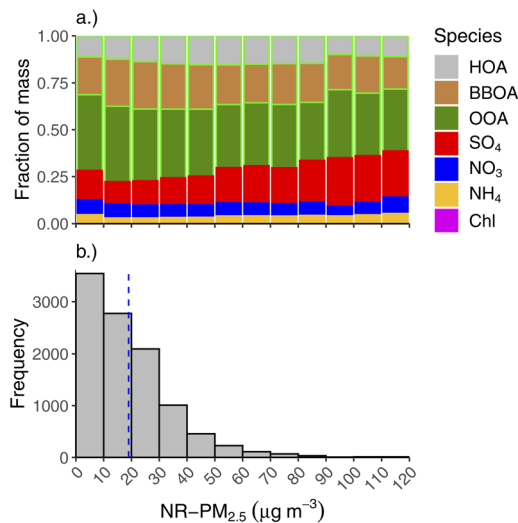 a.)
Fraction of mass
1.00
0.75
0.50
0.25
0.00
Species
HOA
BBOA
OOA
SO₄
NO₃
NH₄
Chl
b.)
Frequency
3000
2000
1000
0
0 10 20 30 40 50 60 70 80 90 100 110 120
NR−PM₂.₅ (μg m⁻³)